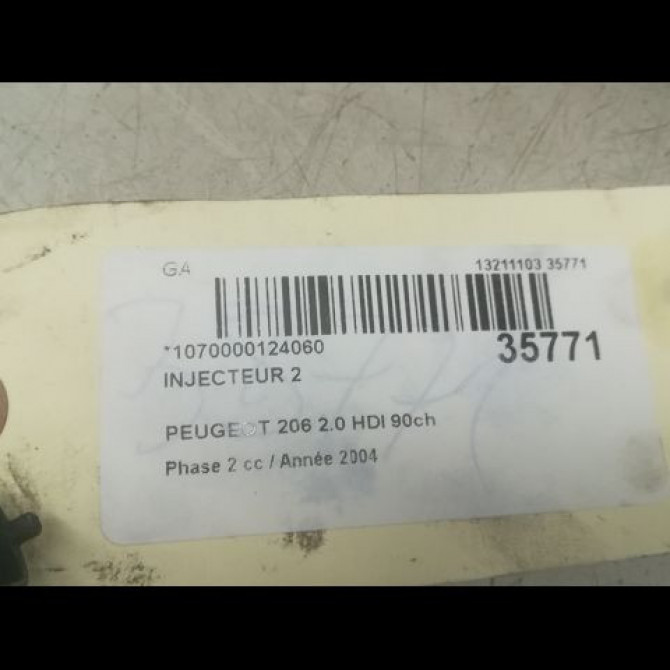 GA 13211103 35771
*1070000124060 35771
INJECTEUR 2
PEUGEOT 206 2.0 HDI 90ch
Phase 2 cc / Année 2004